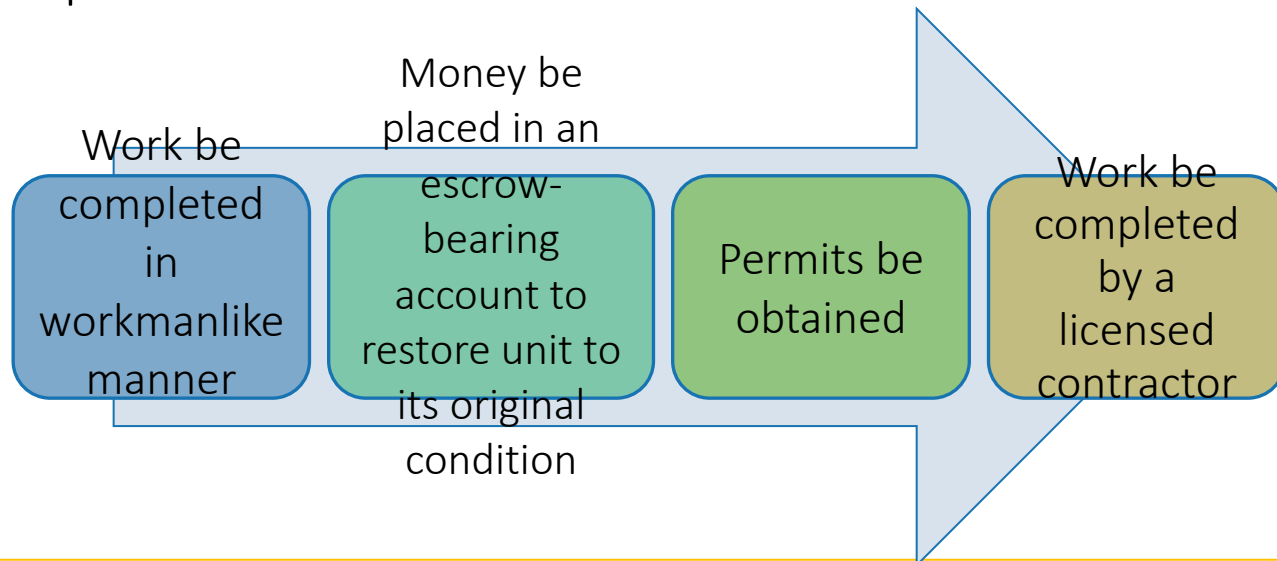 Work be
completed
in
workmanlike
manner
Money be
placed in an
escrow-
bearing
account to
restore unit to
its original
condition
Permits be
obtained
Work be
completed
by a
licensed
contractor